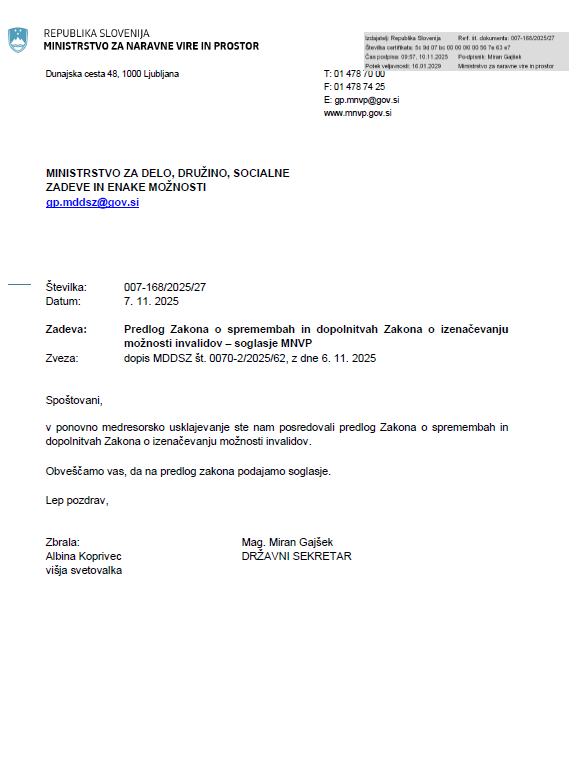 REPUBLIKA SLOVENIJA
MINISTRSTVO ZA NARAVNE VIRE IN PROSTOR
Izdajatelj: Republika Slovenija Ref. št. dokumenta: 007-168/2025/27
Številka certifikata: 5c 9d 07 bc 00 00 00 00 56 7e 63 e7
Čas podpisa: 09:57, 10.11.2025 Podpisnik: Miran Gajšek
Potek veljavnosti: 16.01.2029 Ministrstvo za naravne vire in prostor
Dunajska cesta 48, 1000 Ljubljana
T: 01 478 70 00
F: 01 478 74 25
E: gp.mnvp@gov.si
www.mnvp.gov.si
MINISTRSTVO ZA DELO, DRUŽINO, SOCIALNE
ZADEVE IN ENAKE MOŽNOSTI
gp.mddsz@gov.si
Številka: 007-168/2025/27
Datum: 7. 11. 2025
Zadeva: Predlog Zakona o spremembah in dopolnitvah Zakona o izenačevanju
možnosti invalidov – soglasje MNVP
Zveza: dopis MDDSZ št. 0070-2/2025/62, z dne 6. 11. 2025
Spoštovani,
v ponovno medresorsko usklajevanje ste nam posredovali predlog Zakona o spremembah in
dopolnitvah Zakona o izenačevanju možnosti invalidov.
Obveščamo vas, da na predlog zakona podajamo soglasje.
Lep pozdrav,
Zbrala: Mag. Miran Gajšek
Albina Koprivec DRŽAVNI SEKRETAR
višja svetovalka